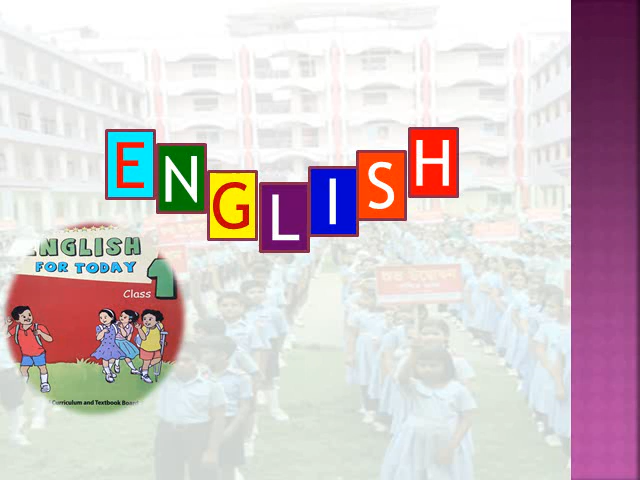 ENGLISH
ENGLISH
FOR TODAY
Class 1
Curriculum and Textbook Board